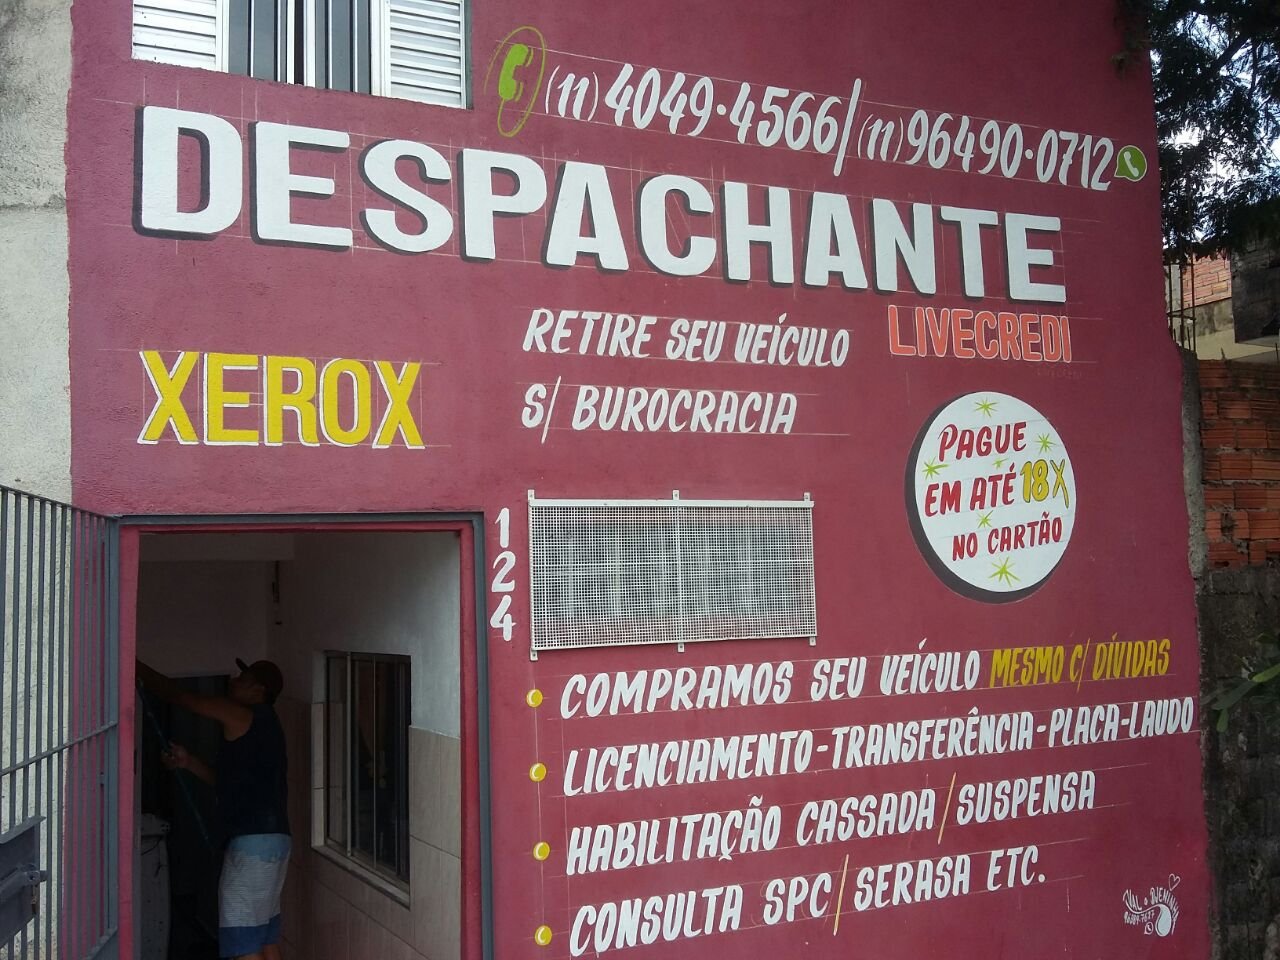 (11) 4049-4566/(11) 96490-0712
DESPACHANTE
LIVECREDI
RETIRE SEU VEÍCULO
S/ BUROCRACIA
XEROX
PAGUE
EM ATÉ 18X
NO CARTÃO
124
COMPRAMOS SEU VEÍCULO MESMO C/ DÍVIDAS
LICENCIAMENTO-TRANSFERÊNCIA-PLACA-LAUDO
HABILITAÇÃO CASSADA/SUSPENSA
CONSULTA SPC/SERASA ETC.
VAL